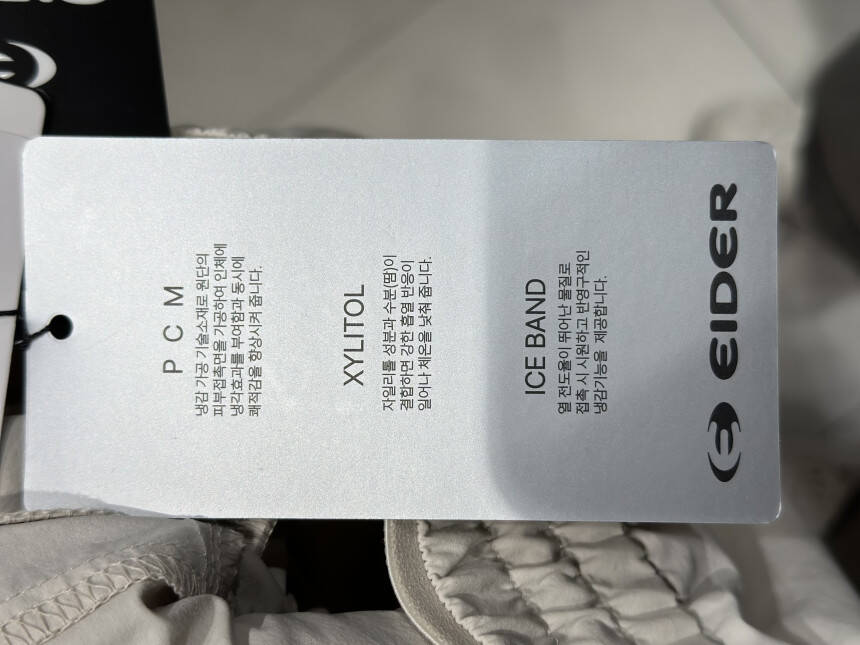 P C M
냉감 가공 기술소재로 원단의
피부접촉면을 가공하여 인체에
냉각효과를 부여함과 동시에
쾌적감을 향상시켜 줍니다.
XYLITOL
자일리톨 성분과 수분(땀)이
결합하면 강한 흡열 반응이
일어나 체온을 낮춰 줍니다.
ICE BAND
열 전도율이 뛰어난 물질로
접촉 시 시원하고 반영구적인
냉감기능을 제공합니다.
EIDER